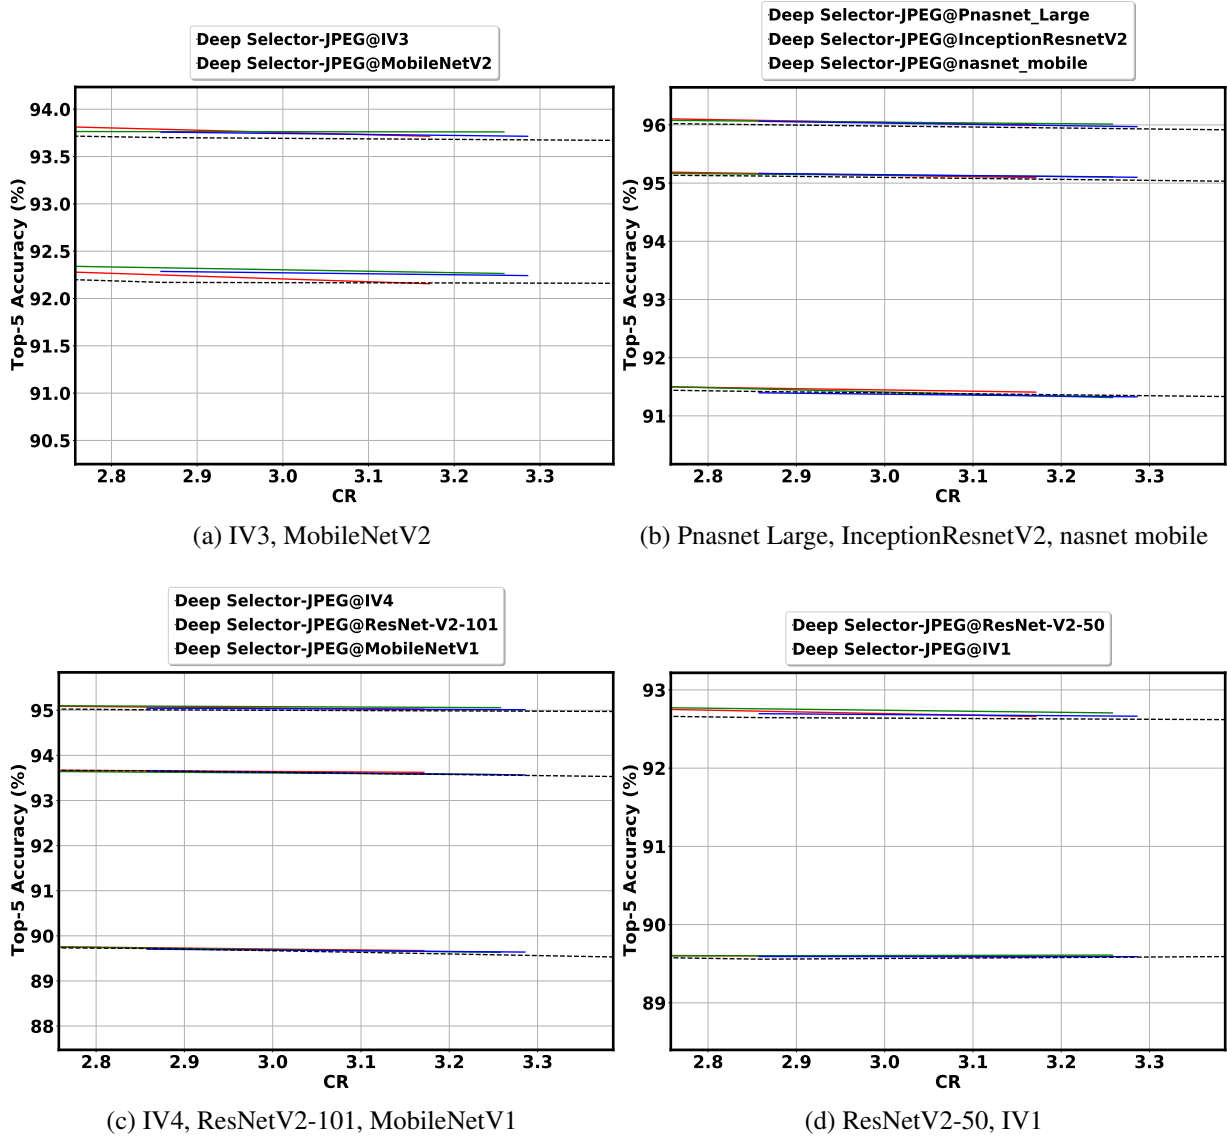 Deep Selector-JPEG@IV3
Deep Selector-JPEG@MobileNetV2
Top-5 Accuracy (%)
94.0
93.5
93.0
92.5
92.0
91.5
91.0
90.5
2.8 2.9 3.0 3.1 3.2 3.3
CR
(a) IV3, MobileNetV2
Deep Selector-JPEG@Pnasnet_Large
Deep Selector-JPEG@InceptionResnetV2
Deep Selector-JPEG@nasnet_mobile
Top-5 Accuracy (%)
96
95
94
93
92
91
2.8 2.9 3.0 3.1 3.2 3.3
CR
(b) Pnasnet Large, InceptionResnetV2, nasnet mobile
Deep Selector-JPEG@IV4
Deep Selector-JPEG@ResNet-V2-101
Deep Selector-JPEG@MobileNetV1
Top-5 Accuracy (%)
95
94
93
92
91
90
89
88
2.8 2.9 3.0 3.1 3.2 3.3
CR
(c) IV4, ResNetV2-101, MobileNetV1
Deep Selector-JPEG@ResNet-V2-50
Deep Selector-JPEG@IV1
Top-5 Accuracy (%)
93
92
91
90
89
2.8 2.9 3.0 3.1 3.2 3.3
CR
(d) ResNetV2-50, IV1